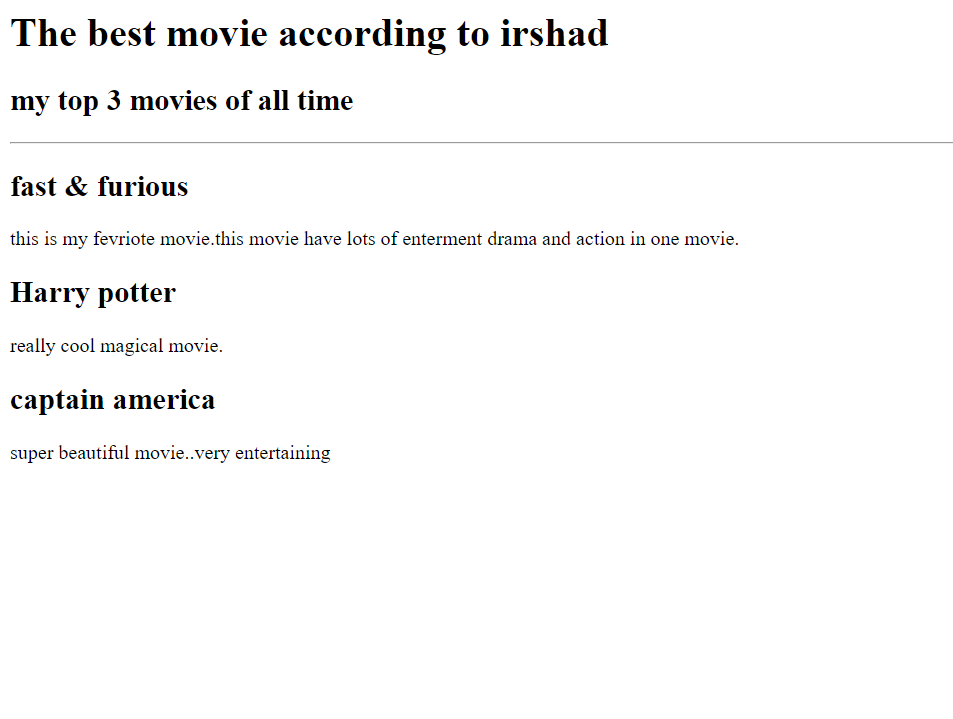 The best movie according to irshad
my top 3 movies of all time
fast & furious
this is my fevriote movie.this movie have lots of enterment drama and action in one movie.
Harry potter
really cool magical movie.
captain america
super beautiful movie..very entertaining